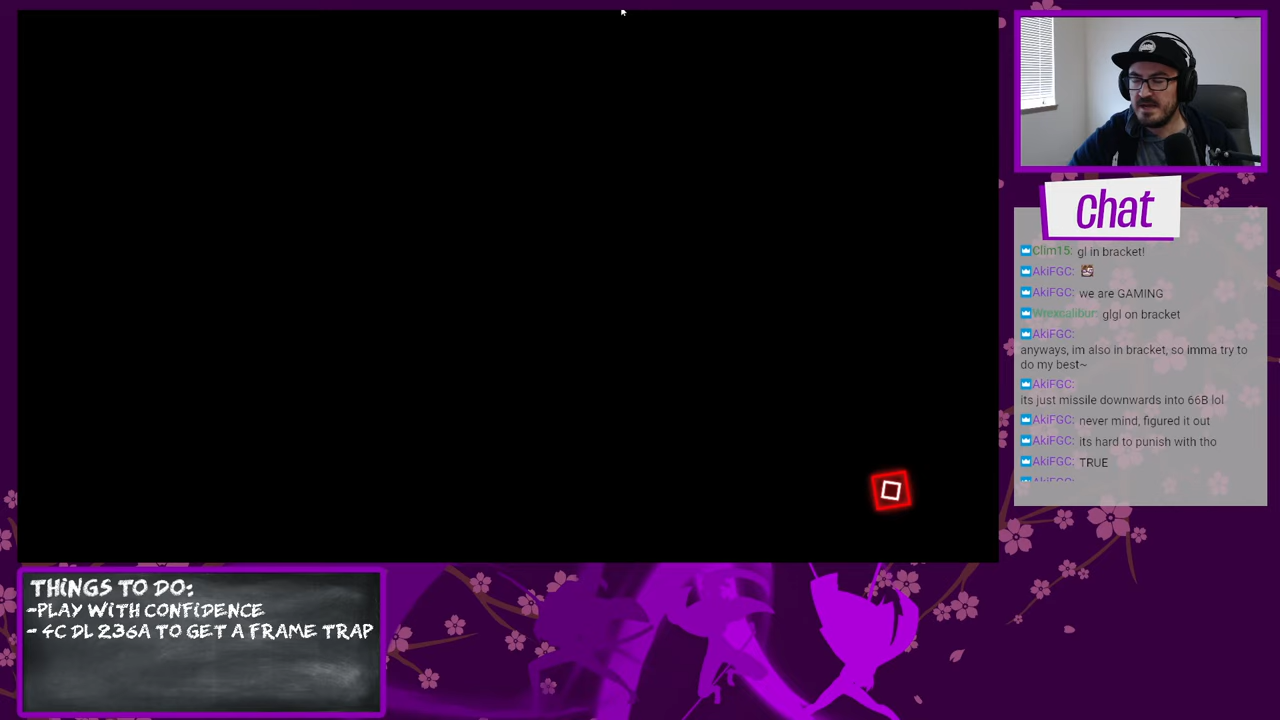 Chat
Clim15: gl in bracket!
AkiFGC:
AkiFGC: we are GAMING
Wrexcalibur: glgl on bracket
AkiFGC:
anyways, im also in bracket, so imma try to
do my best~
AkiFGC:
its just missile downwards into 66B lol
AkiFGC: never mind, figured it out
AkiFGC: its hard to punish with tho
AkiFGC: TRUE
AkiFGC:
THINGS TO DO:
-PLAY WITH CONFIDENCE
- 4C DL 236A TO GET A FRAME TRAP